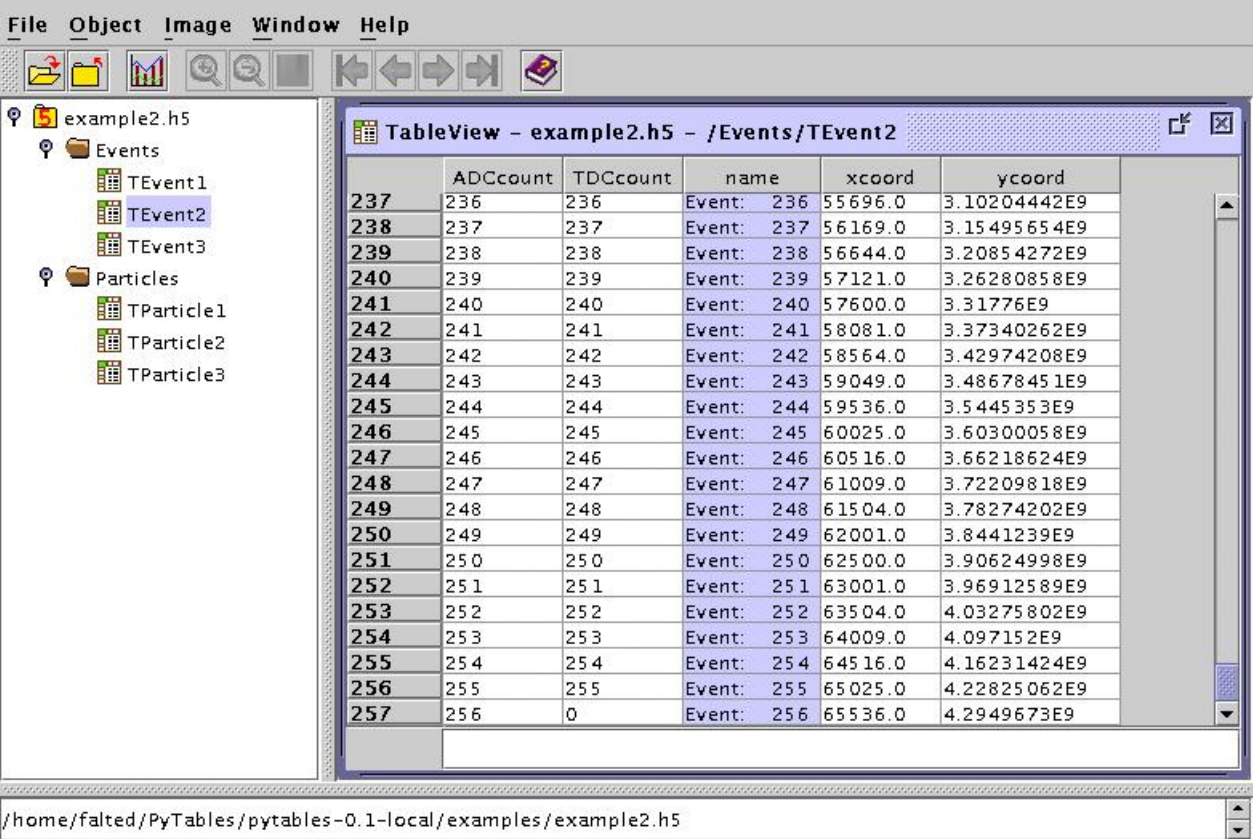 File Object Image Window Help
example2.h5
Events
TEvent1
TEvent2
TEvent3
Particles
TParticle1
TParticle2
TParticle3
TableView – example2.h5 – /Events/TEvent2
ADCcount TDCcount name xcoord ycoord
237 236 236 Event: 236 55696.0 3.10204442E9
238 237 237 Event: 237 56169.0 3.15495654E9
239 238 238 Event: 238 56644.0 3.20854272E9
240 239 239 Event: 239 57121.0 3.26280858E9
241 240 240 Event: 240 57600.0 3.31776E9
242 241 241 Event: 241 58081.0 3.37340262E9
243 242 242 Event: 242 58564.0 3.42974208E9
244 243 243 Event: 243 59049.0 3.48678451E9
245 244 244 Event: 244 59536.0 3.5445353E9
246 245 245 Event: 245 60025.0 3.60300058E9
247 246 246 Event: 246 60516.0 3.66218624E9
248 247 247 Event: 247 61009.0 3.72209818E9
249 248 248 Event: 248 61504.0 3.78274202E9
250 249 249 Event: 249 62001.0 3.8441239E9
251 250 250 Event: 250 62500.0 3.90624998E9
252 251 251 Event: 251 63001.0 3.96912589E9
253 252 252 Event: 252 63504.0 4.03275802E9
254 253 253 Event: 253 64009.0 4.097152E9
255 254 254 Event: 254 64516.0 4.16231424E9
256 255 255 Event: 255 65025.0 4.22825062E9
257 256 0 Event: 256 65536.0 4.2949673E9
/home/falted/PyTables/pytables-0.1-local/examples/example2.h5